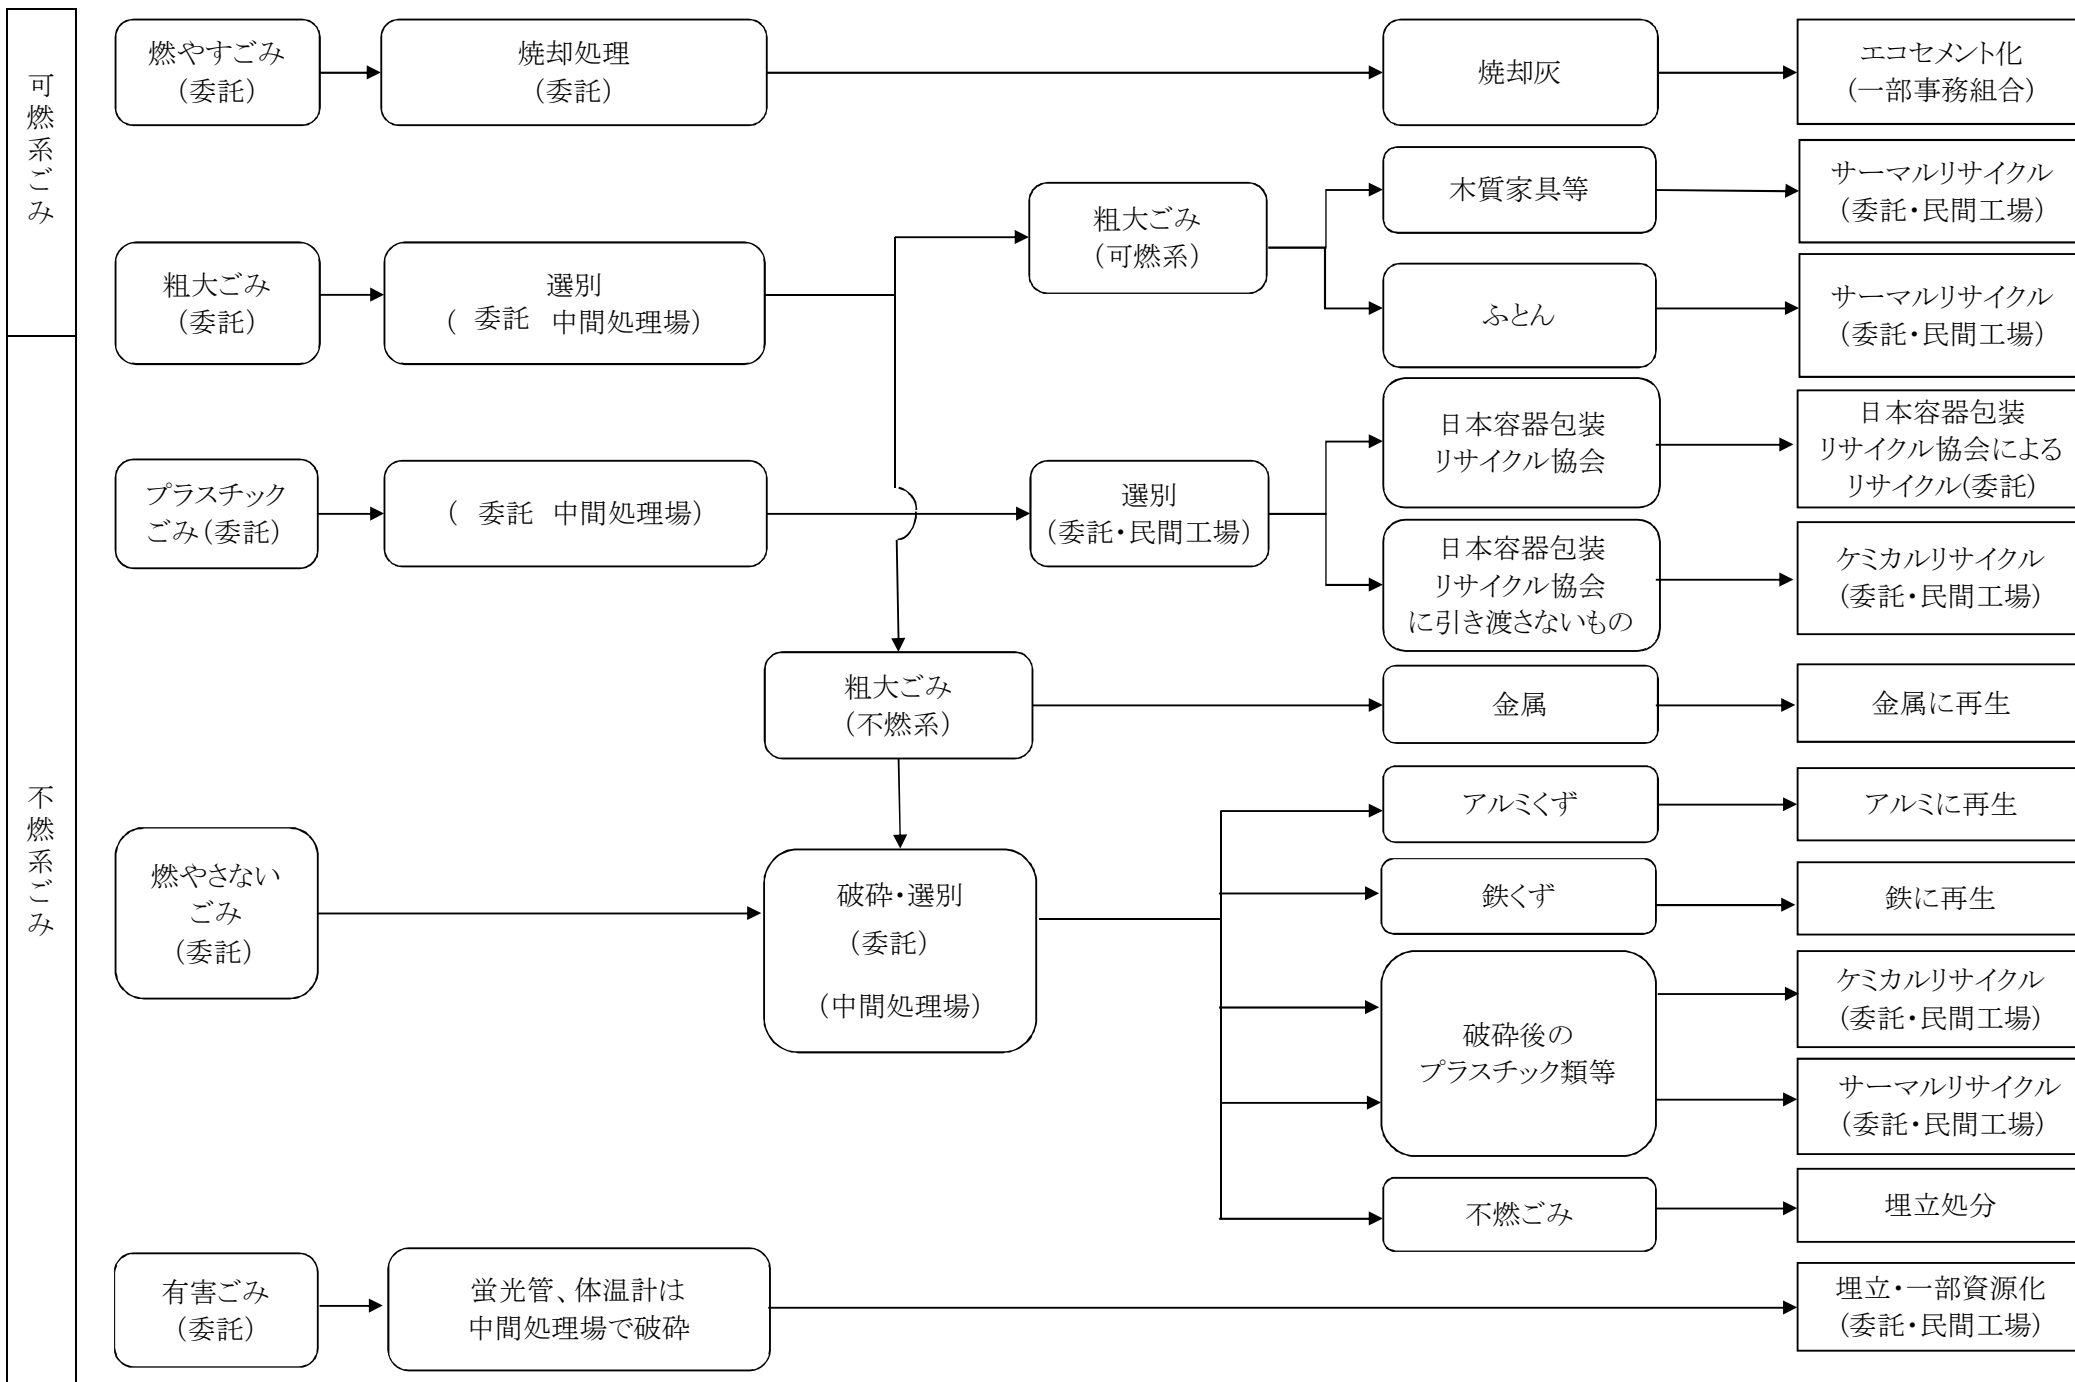 可燃系ごみ
燃やすごみ
（委託）
焼却処理
（委託）
焼却灰
エコセメント化
（一部事務組合）
粗大ごみ
（委託）
選別
( 委託 中間処理場）
粗大ごみ
（可燃系）
木質家具等
サーマルリサイクル
（委託・民間工場）
ふとん
サーマルリサイクル
（委託・民間工場）
不燃系ごみ
プラスチック
ごみ（委託）
( 委託 中間処理場）
選別
（委託・民間工場）
日本容器包装
リサイクル協会
日本容器包装
リサイクル協会による
リサイクル(委託）
日本容器包装
リサイクル協会
に引き渡さないもの
ケミカルリサイクル
（委託・民間工場）
粗大ごみ
（不燃系）
金属
金属に再生
燃やさない
ごみ
（委託）
破砕・選別
（委託）
（中間処理場）
アルミくず
アルミに再生
鉄くず
鉄に再生
破砕後の
プラスチック類等
ケミカルリサイクル
（委託・民間工場）
サーマルリサイクル
（委託・民間工場）
不燃ごみ
埋立処分
有害ごみ
（委託）
蛍光管、体温計は
中間処理場で破砕
埋立・一部資源化
（委託・民間工場）